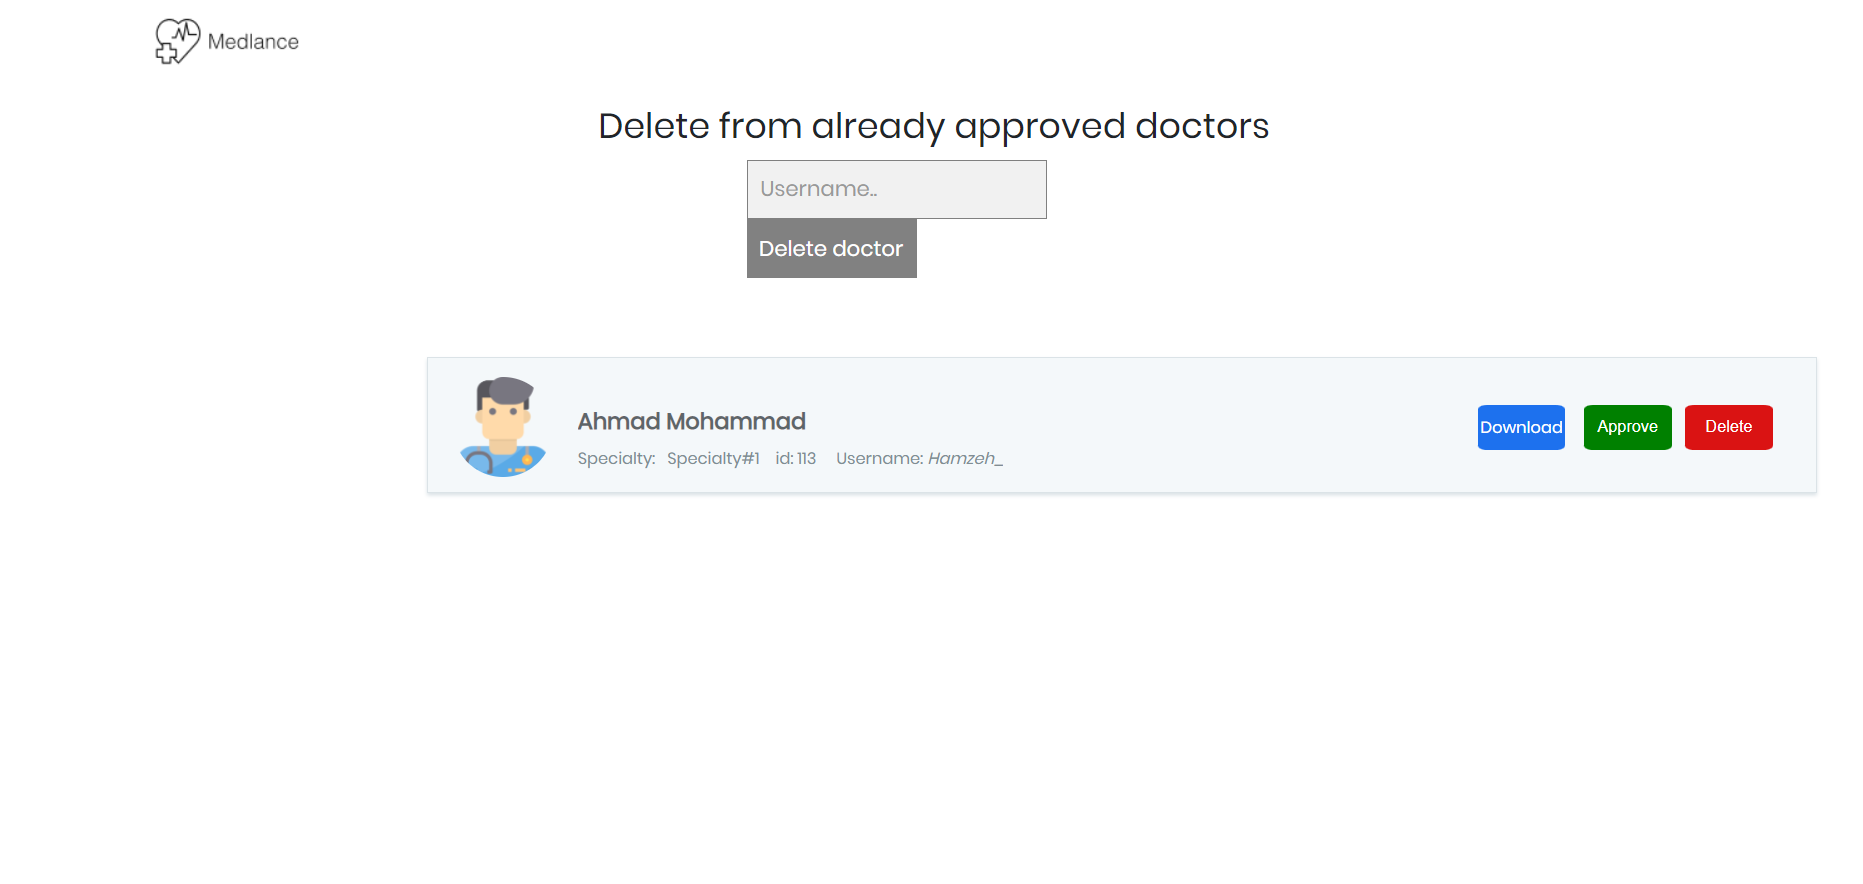 Medlance
Delete from already approved doctors
Username..
Delete doctor
Ahmad Mohammad
Specialty: Specialty#1 id: 113 Username: Hamzeh_
Download Approve Delete